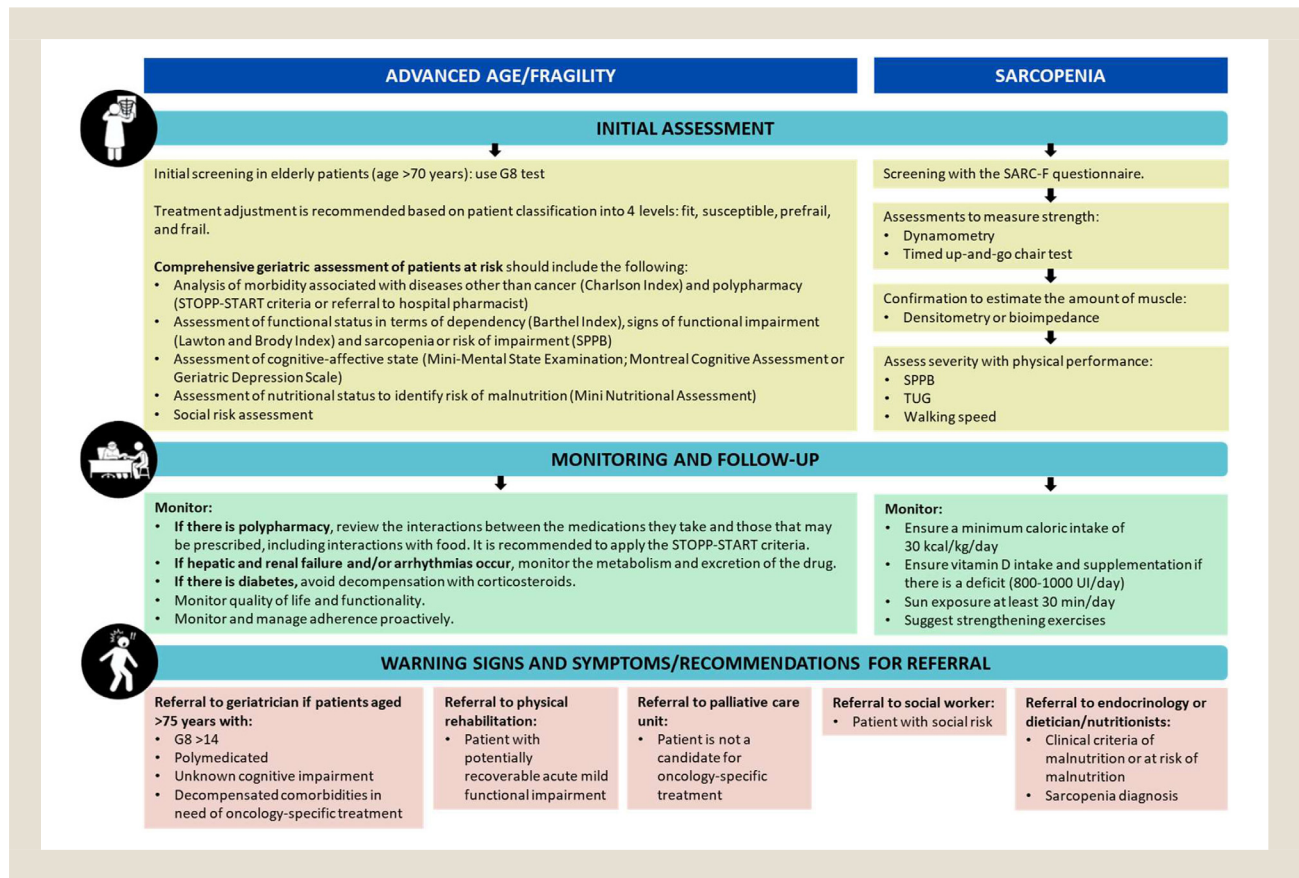 ADVANCED AGE/FRAGILITY
SARCOPENIA
INITIAL ASSESSMENT
Initial screening in elderly patients (age >70 years): use G8 test
Treatment adjustment is recommended based on patient classification into 4 levels: fit, susceptible, prefrail,
and frail.
Comprehensive geriatric assessment of patients at risk should include the following:
• Analysis of morbidity associated with diseases other than cancer (Charlson Index) and polypharmacy
(STOPP-START criteria or referral to hospital pharmacist)
• Assessment of functional status in terms of dependency (Barthel Index), signs of functional impairment
(Lawton and Brody Index) and sarcopenia or risk of impairment (SPPB)
• Assessment of cognitive-affective state (Mini-Mental State Examination; Montreal Cognitive Assessment or
Geriatric Depression Scale)
• Assessment of nutritional status to identify risk of malnutrition (Mini Nutritional Assessment)
• Social risk assessment
Screening with the SARC-F questionnaire.
Assessments to measure strength:
• Dynamometry
• Timed up-and-go chair test
Confirmation to estimate the amount of muscle:
• Densitometry or bioimpedance
Assess severity with physical performance:
• SPPB
• TUG
• Walking speed
MONITORING AND FOLLOW-UP
Monitor:
• If there is polypharmacy, review the interactions between the medications they take and those that may
be prescribed, including interactions with food. It is recommended to apply the STOPP-START criteria.
• If hepatic and renal failure and/or arrhythmias occur, monitor the metabolism and excretion of the drug.
• If there is diabetes, avoid decompensation with corticosteroids.
• Monitor quality of life and functionality.
• Monitor and manage adherence proactively.
Monitor:
• Ensure a minimum caloric intake of
30 kcal/kg/day
• Ensure vitamin D intake and supplementation if
there is a deficit (800-1000 UI/day)
• Sun exposure at least 30 min/day
• Suggest strengthening exercises
WARNING SIGNS AND SYMPTOMS/RECOMMENDATIONS FOR REFERRAL
Referral to geriatrician if patients aged
>75 years with:
• G8 >14
• Polymedicated
• Unknown cognitive impairment
• Decompensated comorbidities in
need of oncology-specific treatment
Referral to physical
rehabilitation:
• Patient with
potentially
recoverable acute mild
functional impairment
Referral to palliative care
unit:
• Patient is not a
candidate for
oncology-specific
treatment
Referral to social worker:
• Patient with social risk
Referral to endocrinology or
dietician/nutritionists:
• Clinical criteria of
malnutrition or at risk of
malnutrition
• Sarcopenia diagnosis